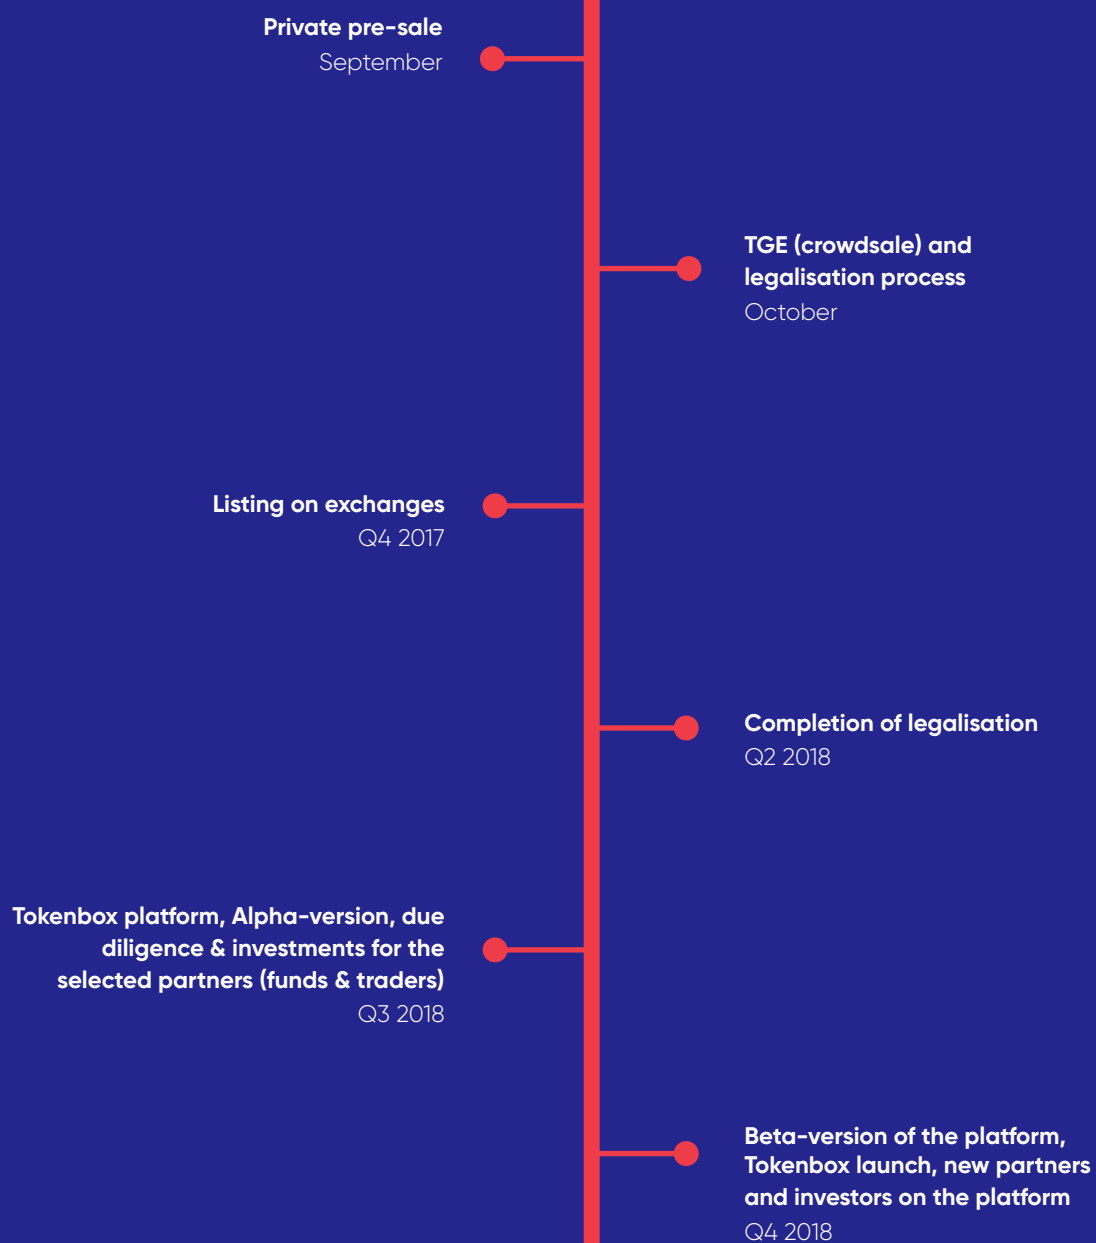 Private pre-sale
September
TGE (crowdsale) and
legalisation process
October
Listing on exchanges
Q4 2017
Completion of legalisation
Q2 2018
Tokenbox platform, Alpha-version, due
diligence & investments for the
selected partners (funds & traders)
Q3 2018
Beta-version of the platform,
Tokenbox launch, new partners
and investors on the platform
Q4 2018